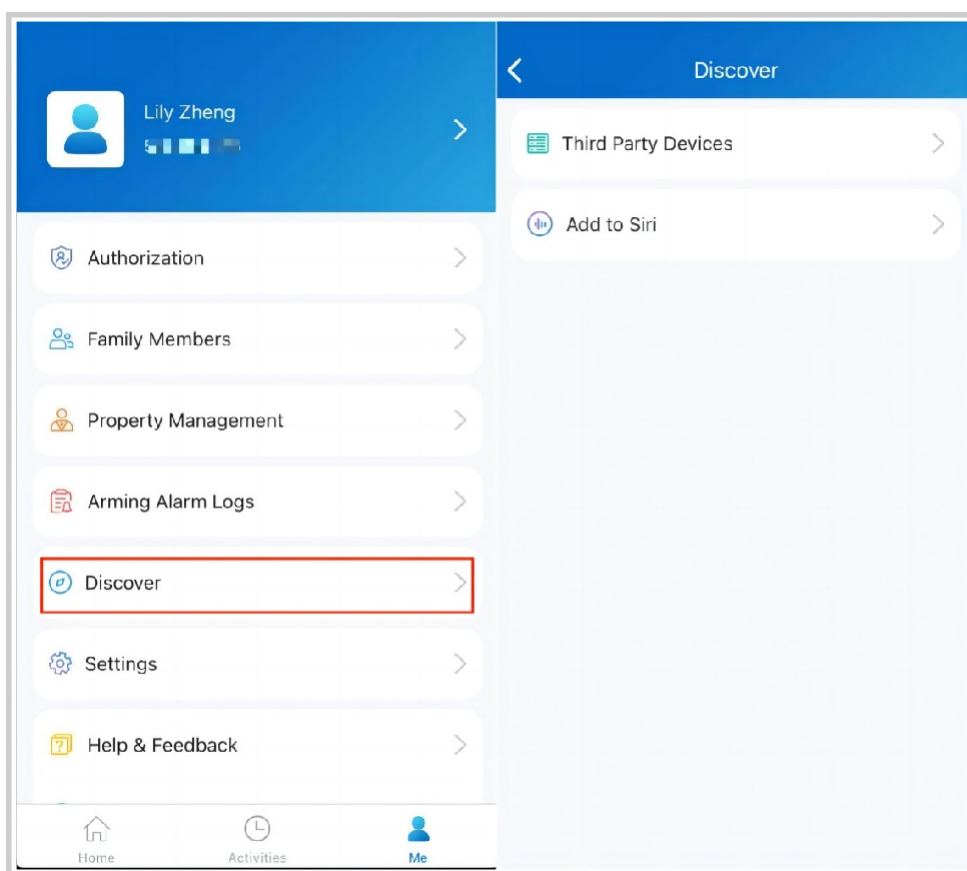 Lily Zheng
Authorization
Family Members
Property Management
Arming Alarm Logs
Discover
Settings
Help & Feedback
Home
Activities
Me
Discover
Third Party Devices
Add to Siri